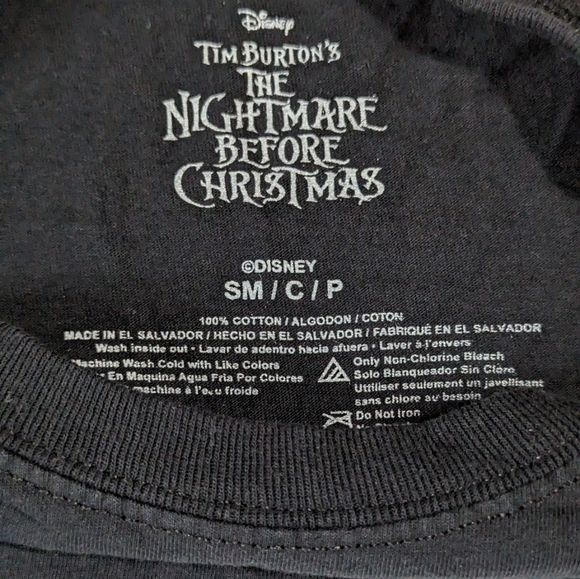 Disney
TIM BURTON'S
THE
NIGHTMARE
BEFORE
CHRISTMAS
©DISNEY
SM / C / P
100% COTTON / ALGODON / COTON
MADE IN EL SALVADOR / HECHO EN EL SALVADOR / FABRIQUÉ EN EL SALVADOR
Wash inside out • Lavar de adentro hacia afuera • Laver à l'envers
Machine Wash Cold with Like Colors
en Maquina Agua Fria Por Colores
machine à l'eau froide
Only Non-Chlorine Bleach
Solo Blanqueador Sin Cloro
Utiliser seulement un javellisant
sans chlore au besoin
Do Not Iron